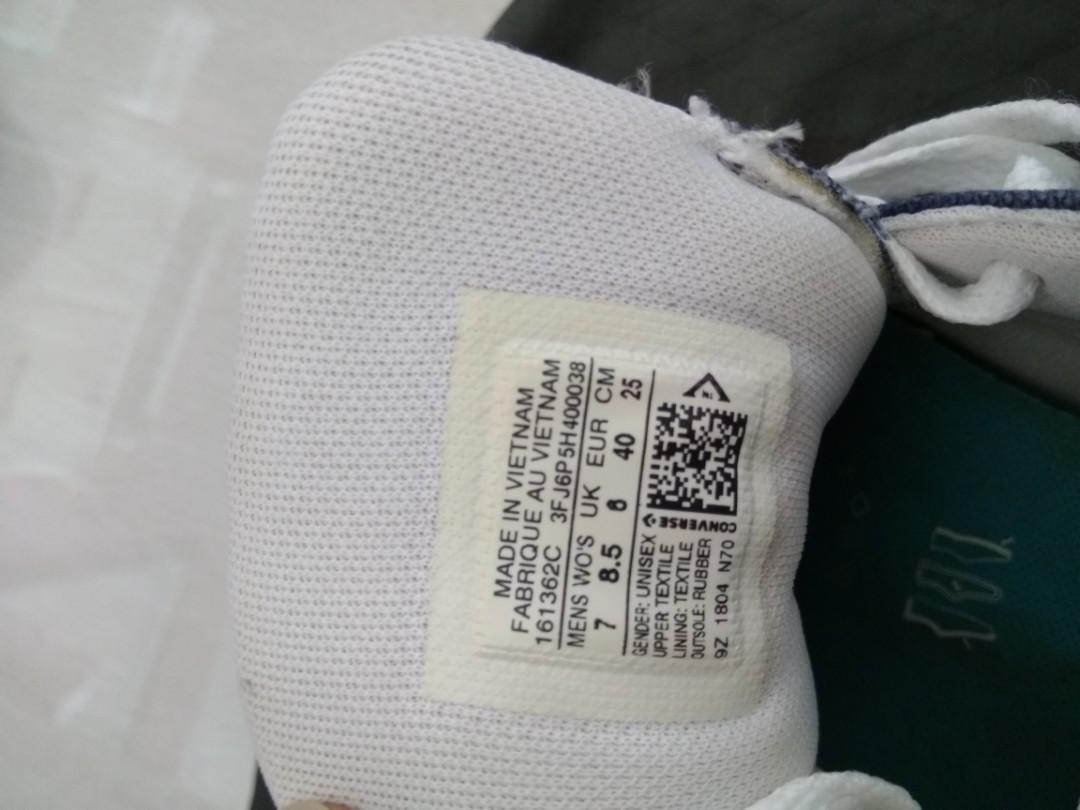 MADE IN VIETNAM
FABRIQUE AU VIETNAM
161362C 3FJ6P5H400038
MENS WO'S UK EUR CM
7 8.5 6 40 25
GENDER: UNISEX
UPPER TEXTILE
LINING: TEXTILE
OUTSOLE: RUBBER
9Z 1804 N70
CONVERSE